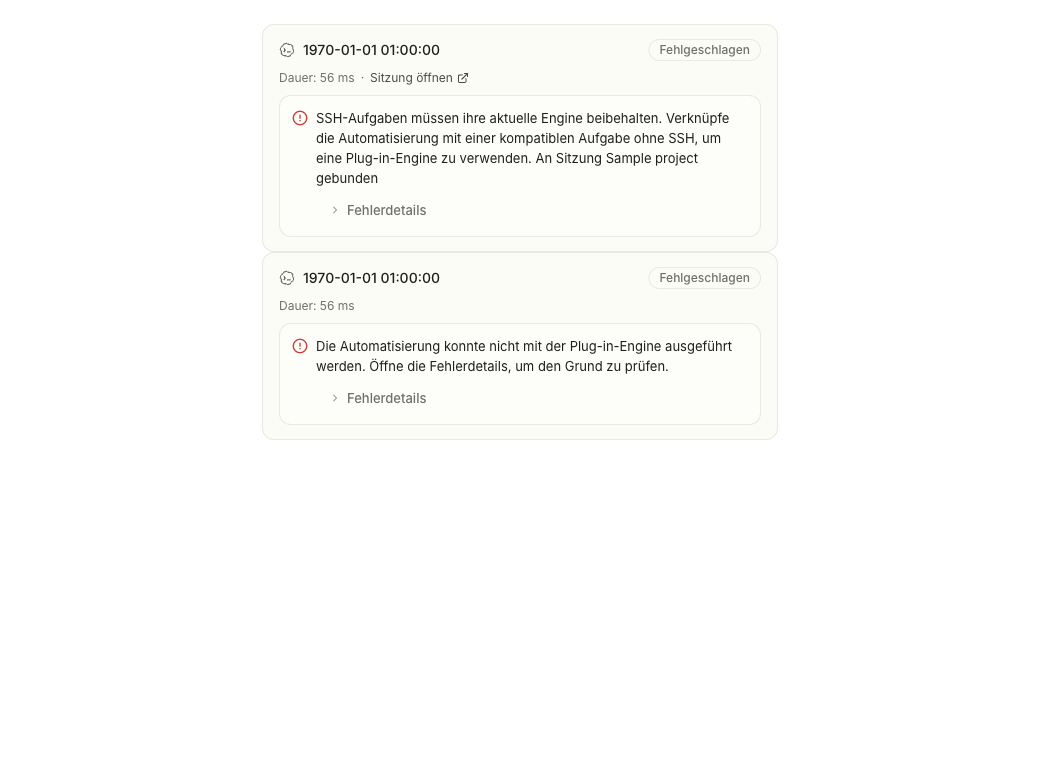 1970-01-01 01:00:00
Fehlgeschlagen
Dauer: 56 ms · Sitzung öffnen
SSH-Aufgaben müssen ihre aktuelle Engine beibehalten. Verknüpfe
die Automatisierung mit einer kompatiblen Aufgabe ohne SSH, um
eine Plug-in-Engine zu verwenden. An Sitzung Sample project
gebunden
Fehlerdetails
1970-01-01 01:00:00
Fehlgeschlagen
Dauer: 56 ms
Die Automatisierung konnte nicht mit der Plug-in-Engine ausgeführt
werden. Öffne die Fehlerdetails, um den Grund zu prüfen.
Fehlerdetails